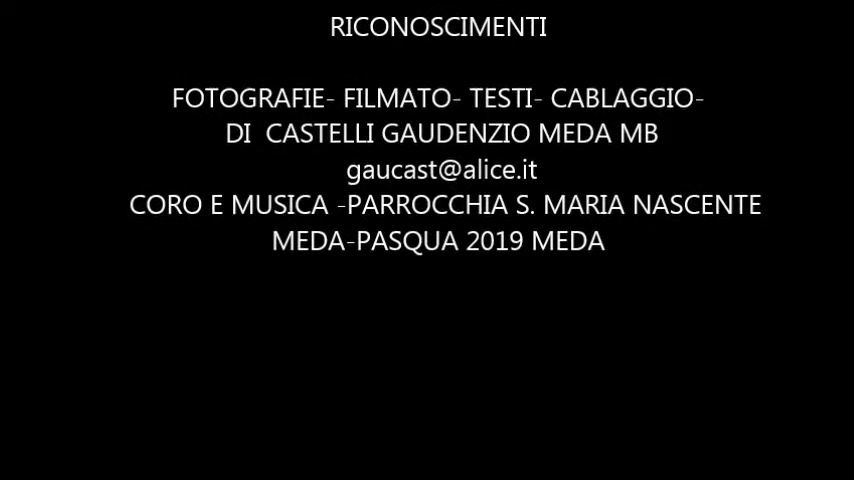 RICONOSCIMENTI
FOTOGRAFIE- FILMATO- TESTI- CABLAGGIO-
DI  CASTELLI GAUDENZIO MEDA MB
gaucast@alice.it
CORO E MUSICA -PARROCCHIA S. MARIA NASCENTE
MEDA-PASQUA 2019 MEDA